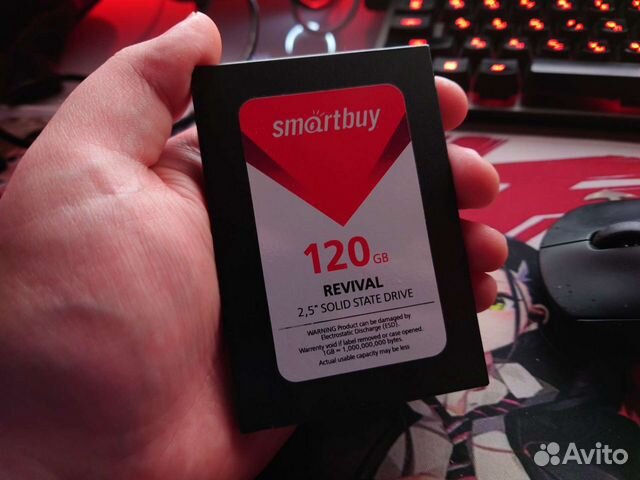 smartbuy
120 GB
REVIVAL
2,5" SOLID STATE DRIVE
WARNING Product can be damaged by
Electrostatic Discharge (ESD).
Warrenty void if label removed or case opened.
1GB = 1,000,000,000 bytes.
Actual usable capacity may be less
Avito